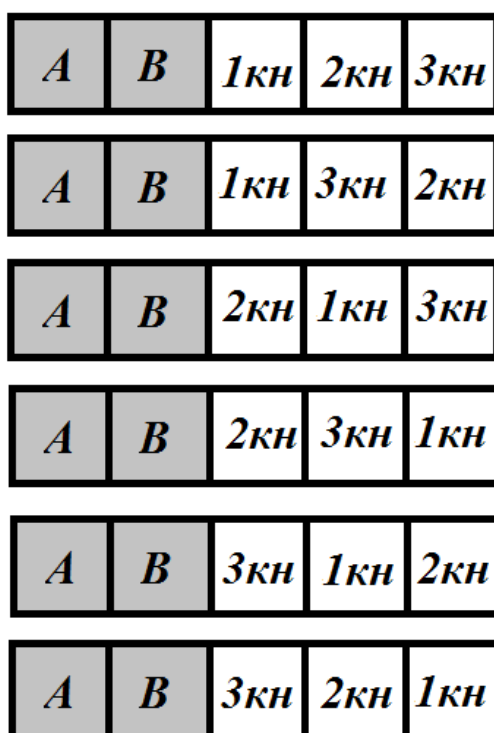 A B 1кн 2кн 3кн
A B 1кн 3кн 2кн
A B 2кн 1кн 3кн
A B 2кн 3кн 1кн
A B 3кн 1кн 2кн
A B 3кн 2кн 1кн